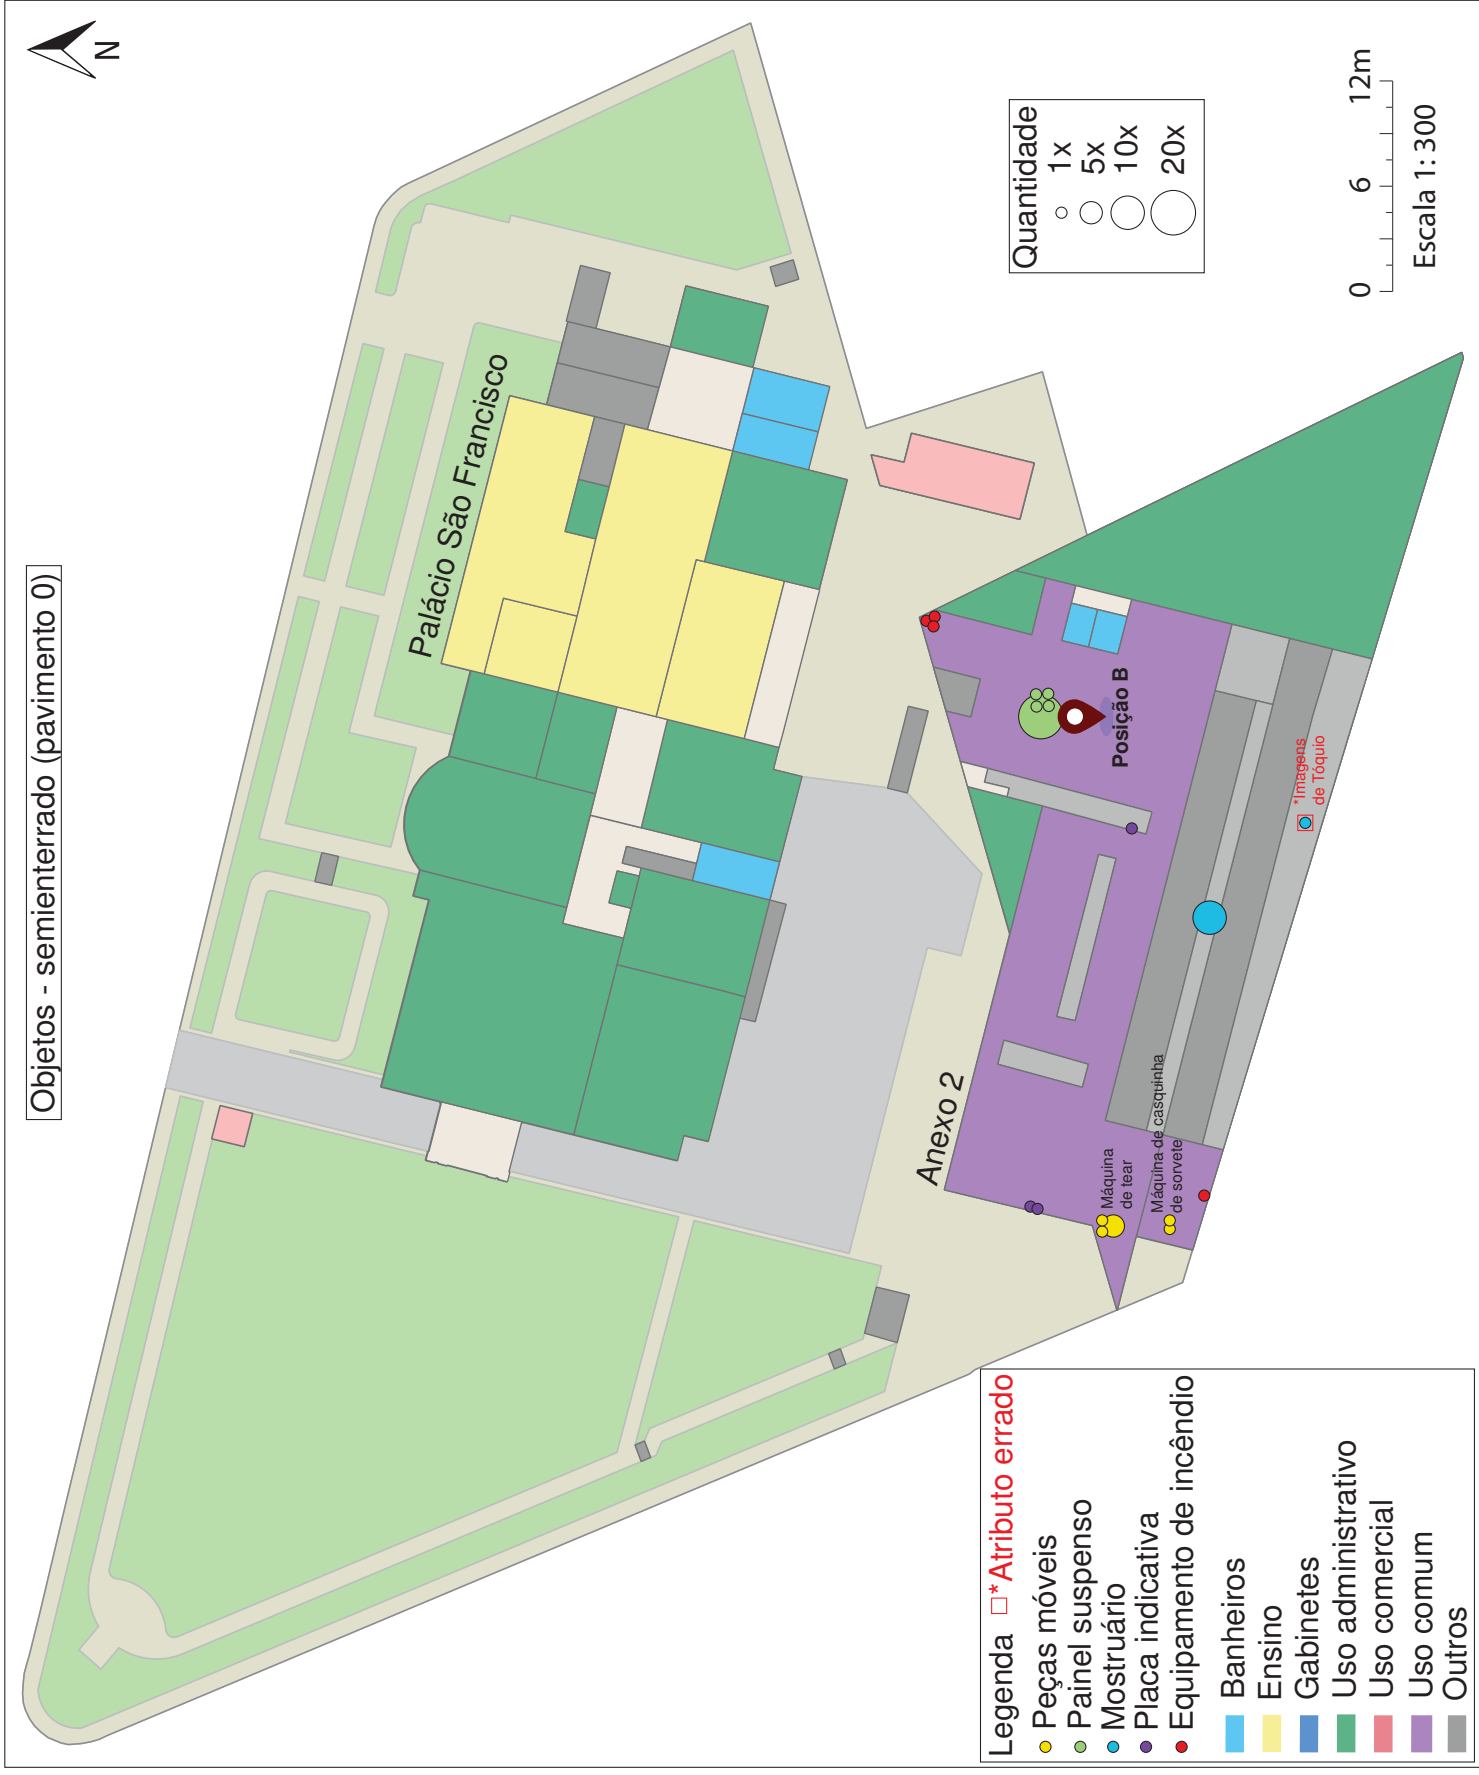 Objetos - semienterrado (pavimento 0)
N
Palácio São Francisco
Anexo 2
Posição B
*Imagens
de Tóquio
Máquina
de tear
Máquina de casquinha
de sorvete
Quantidade
1x
5x
10x
20x
0 6 12m
Escala 1: 300
Legenda *Atributo errado
Peças móveis
Painel suspenso
Mostruário
Placa indicativa
Equipamento de incêndio
Banheiros
Ensino
Gabinetes
Uso administrativo
Uso comercial
Uso comum
Outros